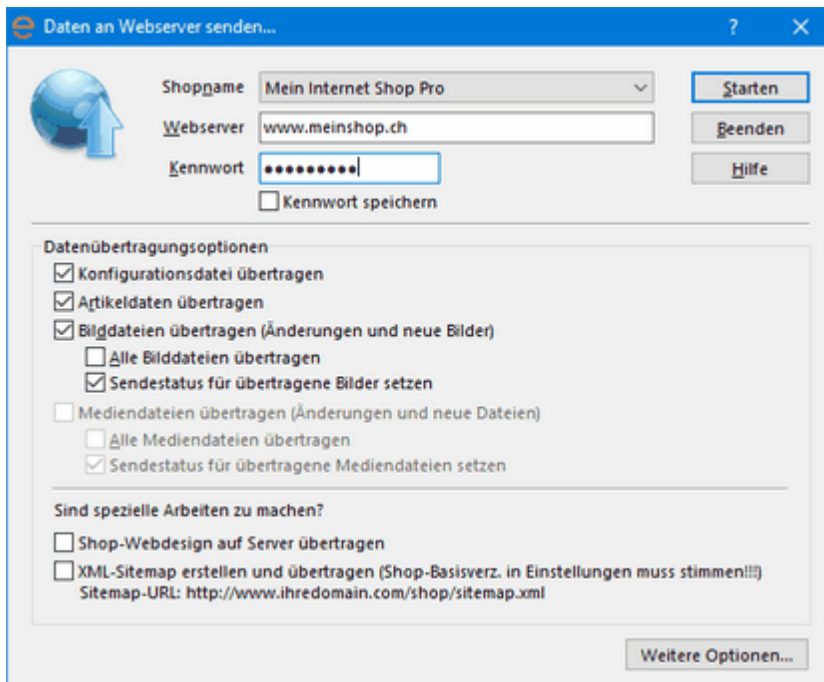 Daten an Webserver senden...
Shopname Mein Internet Shop Pro Starten
Webserver www.meinshop.ch Beenden
Kennwort ●●●●●●●●● Hilfe
Kennwort speichern
Datenübertragungsoptionen
Konfigurationsdatei übertragen
Artikeldaten übertragen
Bilddateien übertragen (Änderungen und neue Bilder)
Alle Bilddateien übertragen
Sendestatus für übertragene Bilder setzen
Mediendateien übertragen (Änderungen und neue Dateien)
Alle Mediendateien übertragen
Sendestatus für übertragene Mediendateien setzen
Sind spezielle Arbeiten zu machen?
Shop-Webdesign auf Server übertragen
XML-Sitemap erstellen und übertragen (Shop-Basisverz. in Einstellungen muss stimmen!!!)
Sitemap-URL: http://www.ihredomain.com/shop/sitemap.xml
Weitere Optionen...